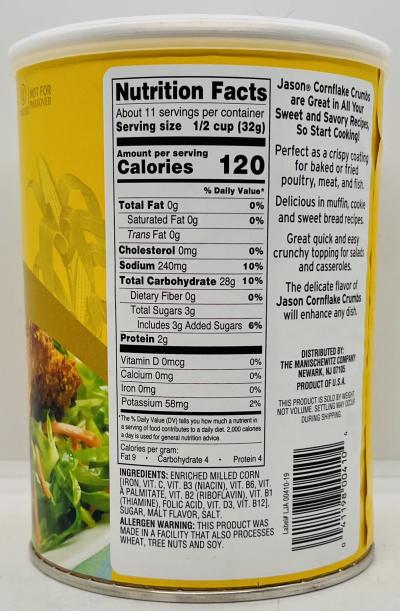 NOT FOR
PASSOVER
Nutrition Facts
About 11 servings per container
Serving size 1/2 cup (32g)
Amount per serving
Calories 120
% Daily Value*
Total Fat 0g 0%
Saturated Fat 0g 0%
Trans Fat 0g
Cholesterol 0mg 0%
Sodium 240mg 10%
Total Carbohydrate 28g 10%
Dietary Fiber 0g 0%
Total Sugars 3g
Includes 3g Added Sugars 6%
Protein 2g
Vitamin D 0mcg 0%
Calcium 0mg 0%
Iron 0mg 0%
Potassium 58mg 2%
*The % Daily Value (DV) tells you how much a nutrient in
a serving of food contributes to a daily diet. 2,000 calories
a day is used for general nutrition advice.
Calories per gram:
Fat 9 • Carbohydrate 4 • Protein 4
INGREDIENTS: ENRICHED MILLED CORN
[IRON, VIT. C, VIT. B3 (NIACIN), VIT. B6, VIT.
A PALMITATE, VIT. B2 (RIBOFLAVIN), VIT. B1
(THIAMINE), FOLIC ACID, VIT. D3, VIT. B12],
SUGAR, MALT FLAVOR, SALT.
ALLERGEN WARNING: THIS PRODUCT WAS
MADE IN A FACILITY THAT ALSO PROCESSES
WHEAT, TREE NUTS AND SOY.
Jason® Cornflake Crumbs
are Great in All Your
Sweet and Savory Recipes,
So Start Cooking!
Perfect as a crispy coating
for baked or fried
poultry, meat, and fish.
Delicious in muffin, cookie
and sweet bread recipes.
Great quick and easy
crunchy topping for salads
and casseroles.
The delicate flavor of
Jason Cornflake Crumbs
will enhance any dish.
DISTRIBUTED BY:
THE MANISCHEWITZ COMPANY
NEWARK, NJ 07105
PRODUCT OF U.S.A.
THIS PRODUCT IS SOLD BY WEIGHT
NOT VOLUME. SETTLING MAY OCCUR
DURING SHIPPING.
Label# LJA 00410-19
0 41198 00410 4